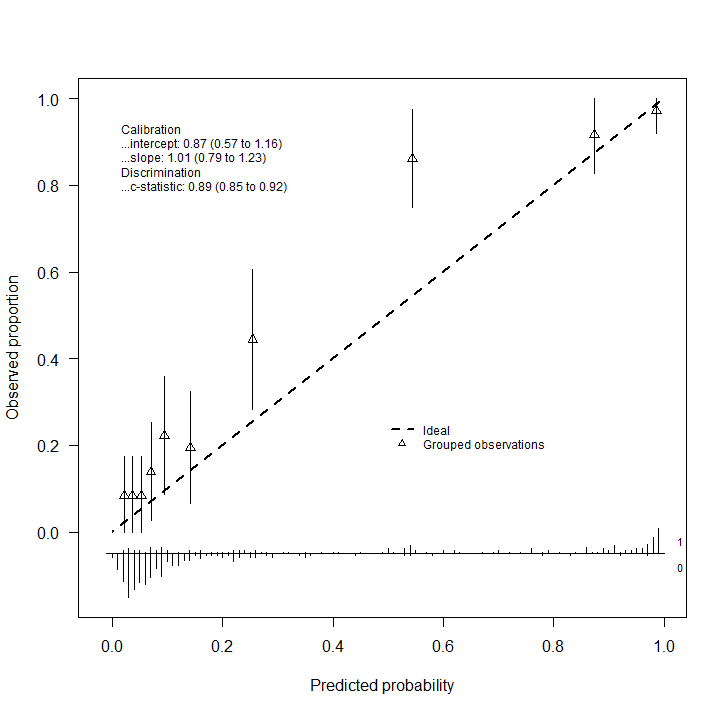 Calibration
...intercept: 0.87 (0.57 to 1.16)
...slope: 1.01 (0.79 to 1.23)
Discrimination
...c-statistic: 0.89 (0.85 to 0.92)
Observed proportion
1.0
0.8
0.6
0.4
0.2
0.0
Ideal
Grouped observations
1
0
0.0 0.2 0.4 0.6 0.8 1.0
Predicted probability